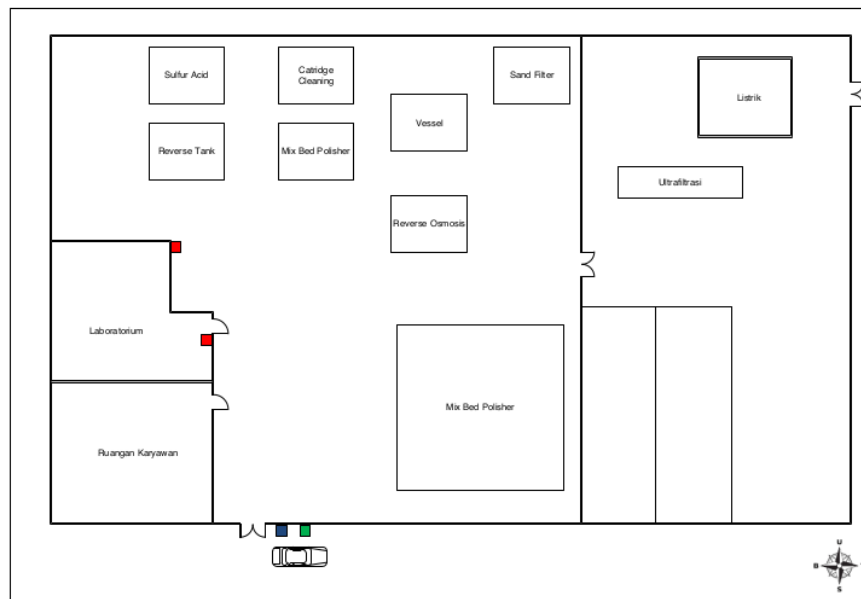 Sulfur Acid
Catridge
Cleaning
Sand Filter
Listrik
Vessel
Reverse Tank
Mix Bed Polisher
Ultrafiltrasi
Reverse Osmosis
Laboratorium
Mix Bed Polisher
Ruangan Karyawan
U
B
S